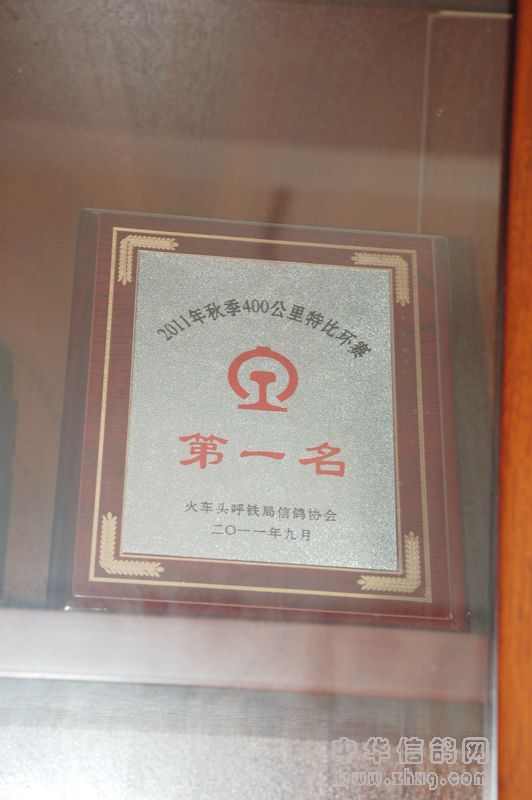 2011年秋季400公里特比环赛
第一名
火车头呼铁局信鸽协会
二〇一一年九月
中华信鸽网
www.zhxg.com